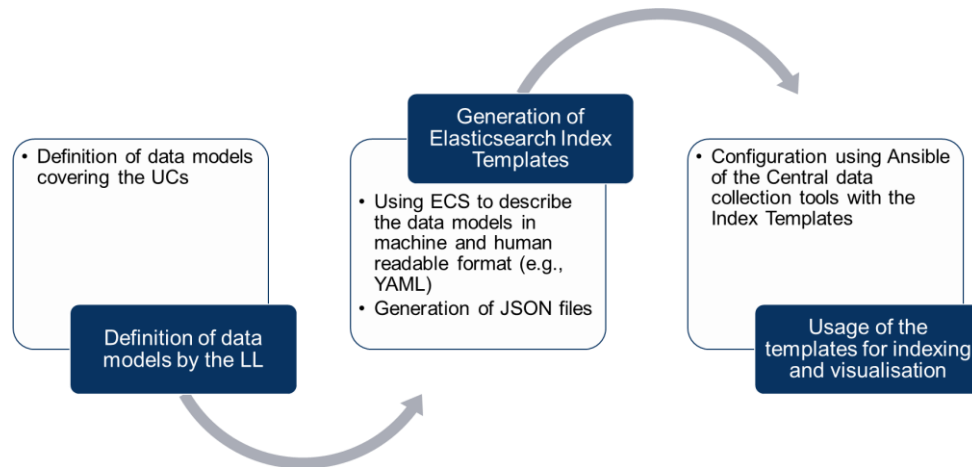 • Definition of data models
covering the UCs
Definition of data
models by the LL
Generation of
Elasticsearch Index
Templates
• Using ECS to describe
the data models in
machine and human
readable format (e.g.,
YAML)
• Generation of JSON files
• Configuration using Ansible
of the Central data
collection tools with the
Index Templates
Usage of the
templates for indexing
and visualisation